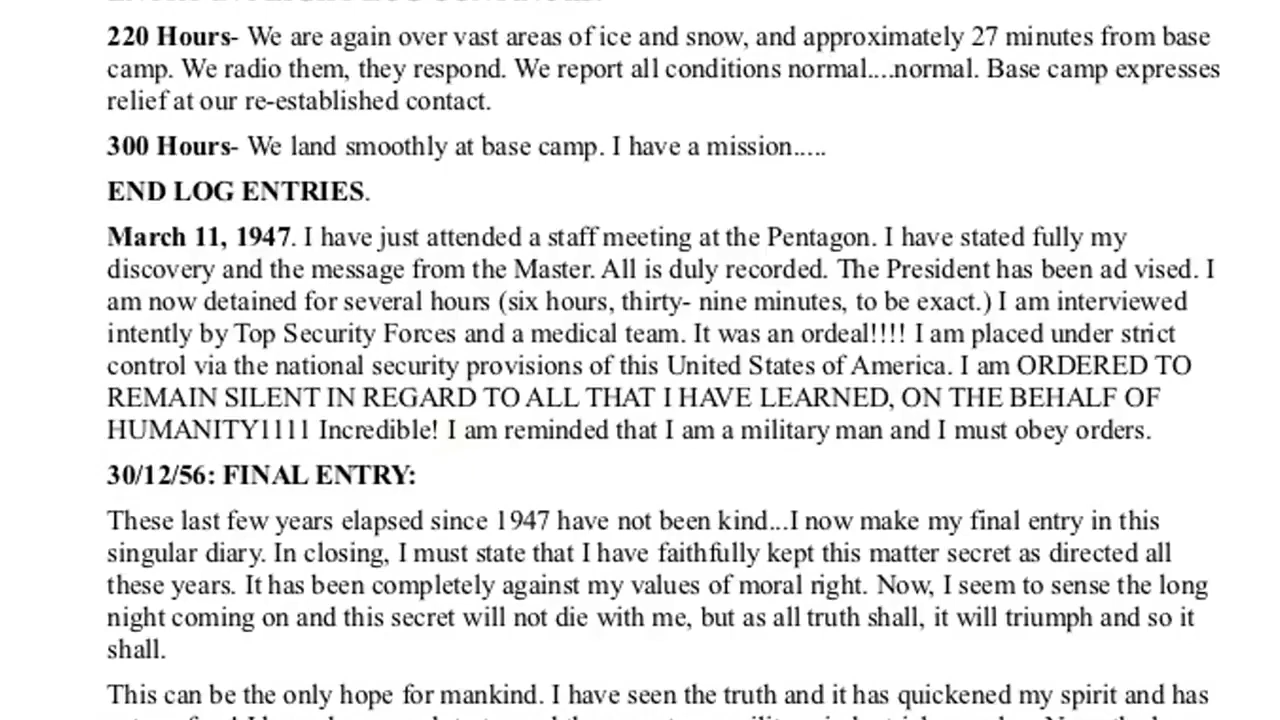 220 Hours- We are again over vast areas of ice and snow, and approximately 27 minutes from base
camp. We radio them, they respond. We report all conditions normal....normal. Base camp expresses
relief at our re-established contact.
300 Hours- We land smoothly at base camp. I have a mission.....
END LOG ENTRIES.
March 11, 1947. I have just attended a staff meeting at the Pentagon. I have stated fully my
discovery and the message from the Master. All is duly recorded. The President has been ad vised. I
am now detained for several hours (six hours, thirty- nine minutes, to be exact.) I am interviewed
intently by Top Security Forces and a medical team. It was an ordeal!!!! I am placed under strict
control via the national security provisions of this United States of America. I am ORDERED TO
REMAIN SILENT IN REGARD TO ALL THAT I HAVE LEARNED, ON THE BEHALF OF
HUMANITY1111 Incredible! I am reminded that I am a military man and I must obey orders.
30/12/56: FINAL ENTRY:
These last few years elapsed since 1947 have not been kind...I now make my final entry in this
singular diary. In closing, I must state that I have faithfully kept this matter secret as directed all
these years. It has been completely against my values of moral right. Now, I seem to sense the long
night coming on and this secret will not die with me, but as all truth shall, it will triumph and so it
shall.
This can be the only hope for mankind. I have seen the truth and it has quickened my spirit and has